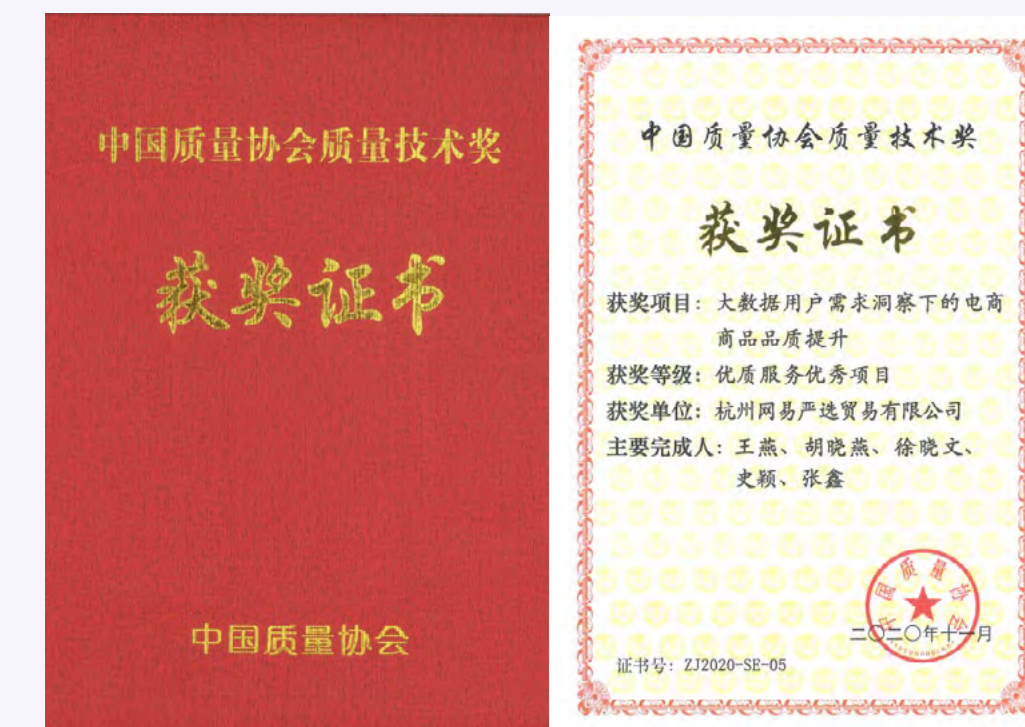 中国质量协会质量技术奖
获奖证书
中国质量协会
中国质量协会质量技术奖
获奖证书
获奖项目：大数据用户需求洞察下的电商
商品品质提升
获奖等级：优质服务优秀项目
获奖单位：杭州网易严选贸易有限公司
主要完成人：王燕、胡晓燕、徐晓文、
史颖、张鑫
中国质量协会
二〇二〇年十一月
证书号：ZJ2020-SE-05